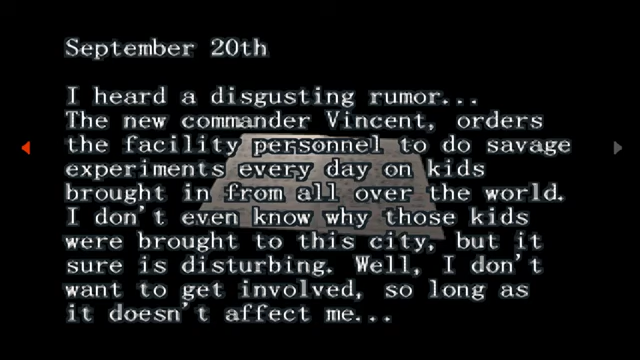 September 20th
I heard a disgusting rumor...
The new commander Vincent, orders
the facility personnel to do savage
experiments every day on kids
brought in from all over the world.
I don't even know why those kids
were brought to this city, but it
sure is disturbing. Well, I don't
want to get involved, so long as
it doesn't affect me...